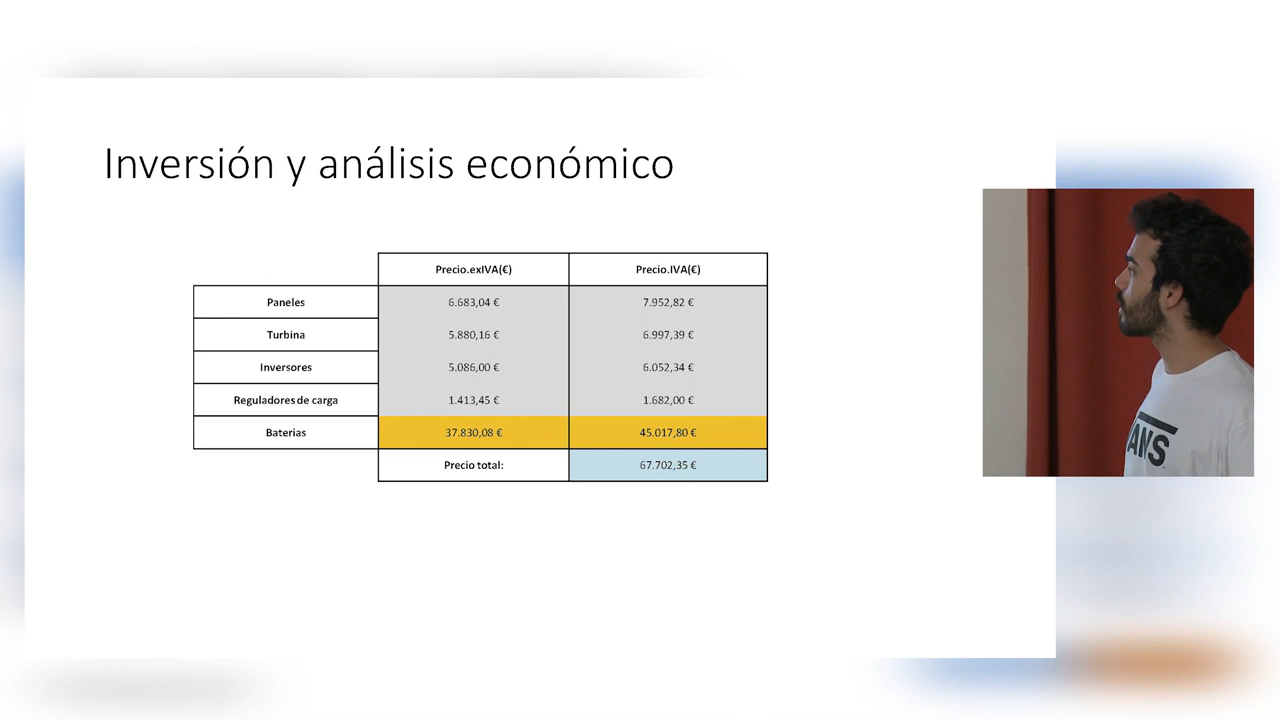 Inversión y análisis económico
Precio.exIVA(€) Precio.IVA(€)
Paneles 6.683,04 € 7.952,82 €
Turbina 5.880,16 € 6.997,39 €
Inversores 5.086,00 € 6.052,34 €
Reguladores de carga 1.413,45 € 1.682,00 €
Baterias 37.830,08 € 45.017,80 €
Precio total: 67.702,35 €
VANS